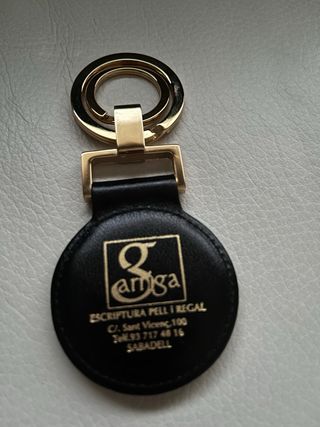 garriga
ESCRIPTURA PELL I REGAL
C/. Sant Vicenç,100
Telf.93 717 48 16
SABADELL